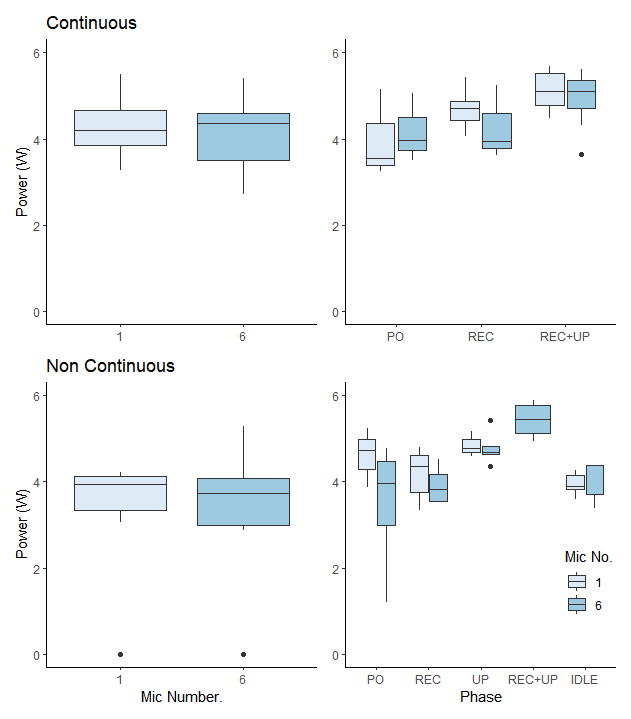 Continuous
Power (W)
6
4
2
0
1 6
6
4
2
0
PO REC REC+UP
Non Continuous
Power (W)
6
4
2
0
1 6
Mic Number.
6
4
2
0
PO REC UP REC+UP IDLE
Phase
Mic No.
1
6